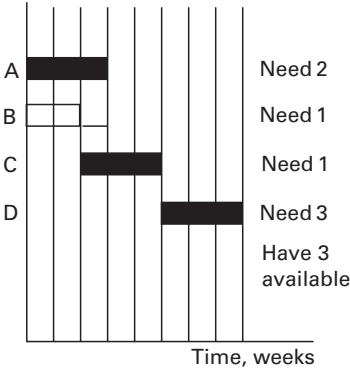 A Need 2
B Need 1
C Need 1
D Need 3
Have 3
available
Time, weeks